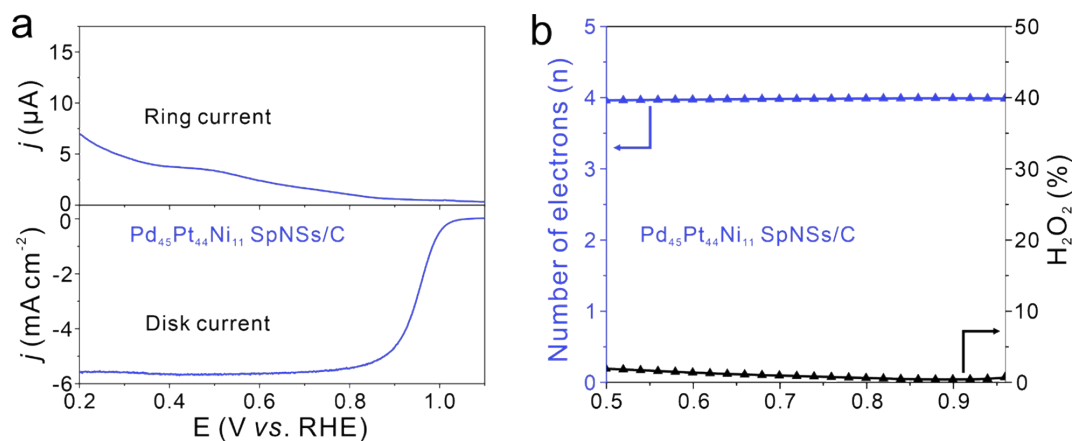 a
15
10
5
0
j (μA)
Ring current
0
-2
-4
-6
j (mA cm⁻²)
Pd₄₅Pt₄₄Ni₁₁ SpNSs/C
Disk current
0.2 0.4 0.6 0.8 1.0
E (V vs. RHE)
b
5
4
3
2
1
0
Number of electrons (n)
Pd₄₅Pt₄₄Ni₁₁ SpNSs/C
50
40
30
20
10
0
H₂O₂ (%)
0.5 0.6 0.7 0.8 0.9
E (V vs. RHE)